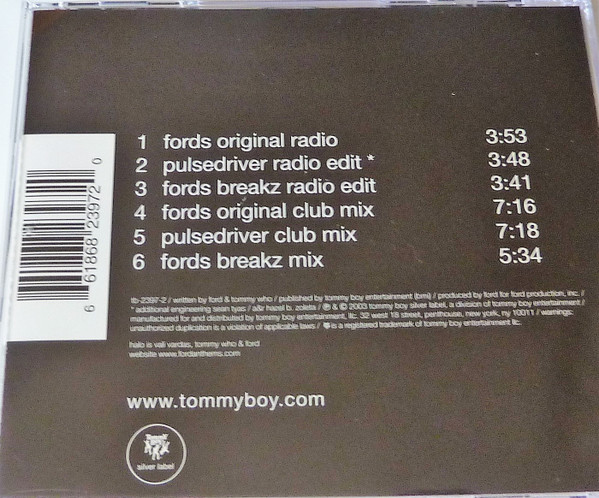 1 fords original radio 3:53
2 pulsedriver radio edit * 3:48
3 fords breakz radio edit 3:41
4 fords original club mix 7:16
5 pulsedriver club mix 7:18
6 fords breakz mix 5:34
6 61868 23972 0
tb-2397-2 // written by ford & tommy who // published by tommy boy entertainment (bmi) // produced by ford for ford production, inc. //
* additional engineering sean tyas // a&r hazel b. zoleta // ℗ & © 2003 tommy boy silver label, a division of tommy boy entertainment //
manufactured for and distributed by tommy boy entertainment, llc. 32 west 18 street, penthouse, new york, ny 10011 // warnings:
unauthorized duplication is a violation of applicable laws // is a registered trademark of tommy boy entertainment llc.
halo is vali vardas, tommy who & ford
website www.fordanthems.com
www.tommyboy.com
Tommy
silver label